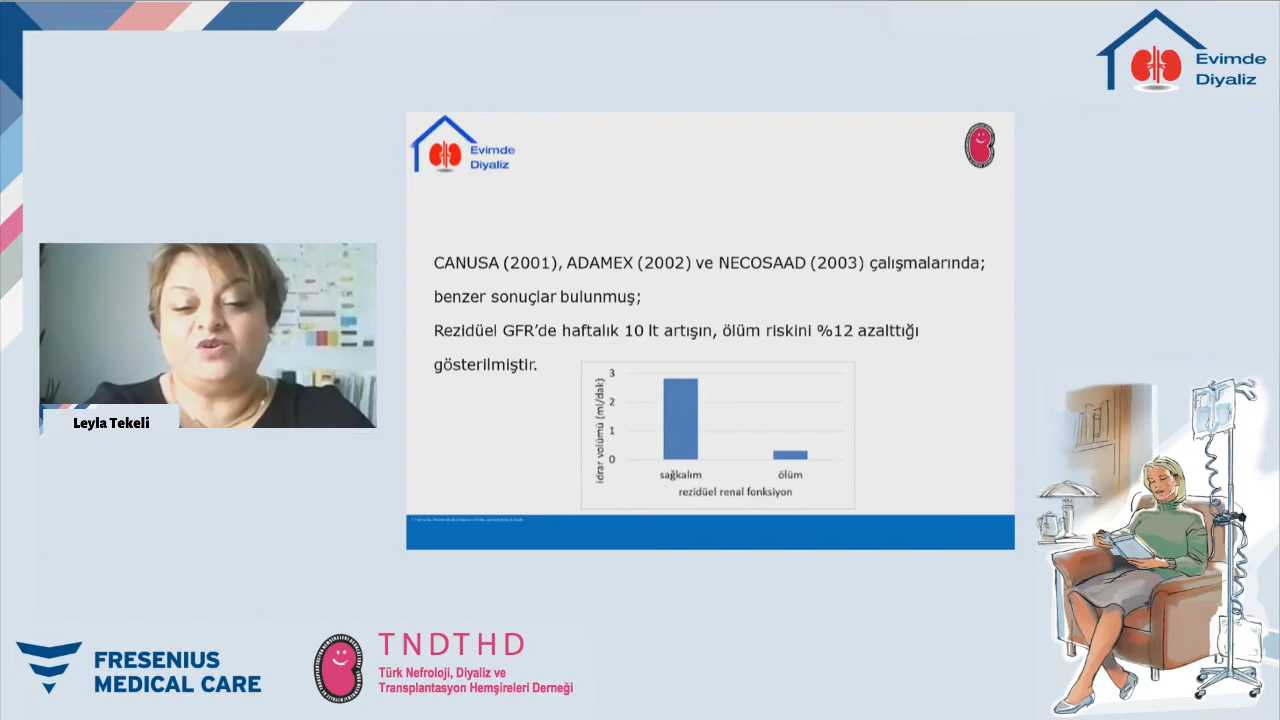 Evimde
Diyaliz
Evimde
Diyaliz
CANUSA (2001), ADAMEX (2002) ve NECOSAAD (2003) çalışmalarında;
benzer sonuçlar bulunmuş;
Rezidüel GFR’de haftalık 10 lt artışın, ölüm riskini %12 azalttığı
gösterilmiştir.
idrar volümü (ml/dak)
3
2
1
0
sağkalım ölüm
rezidüel renal fonksiyon
Leyla Tekeli
FRESENIUS
MEDICAL CARE
TNDTHD
Türk Nefroloji, Diyaliz ve
Transplantasyon Hemşireleri Derneği